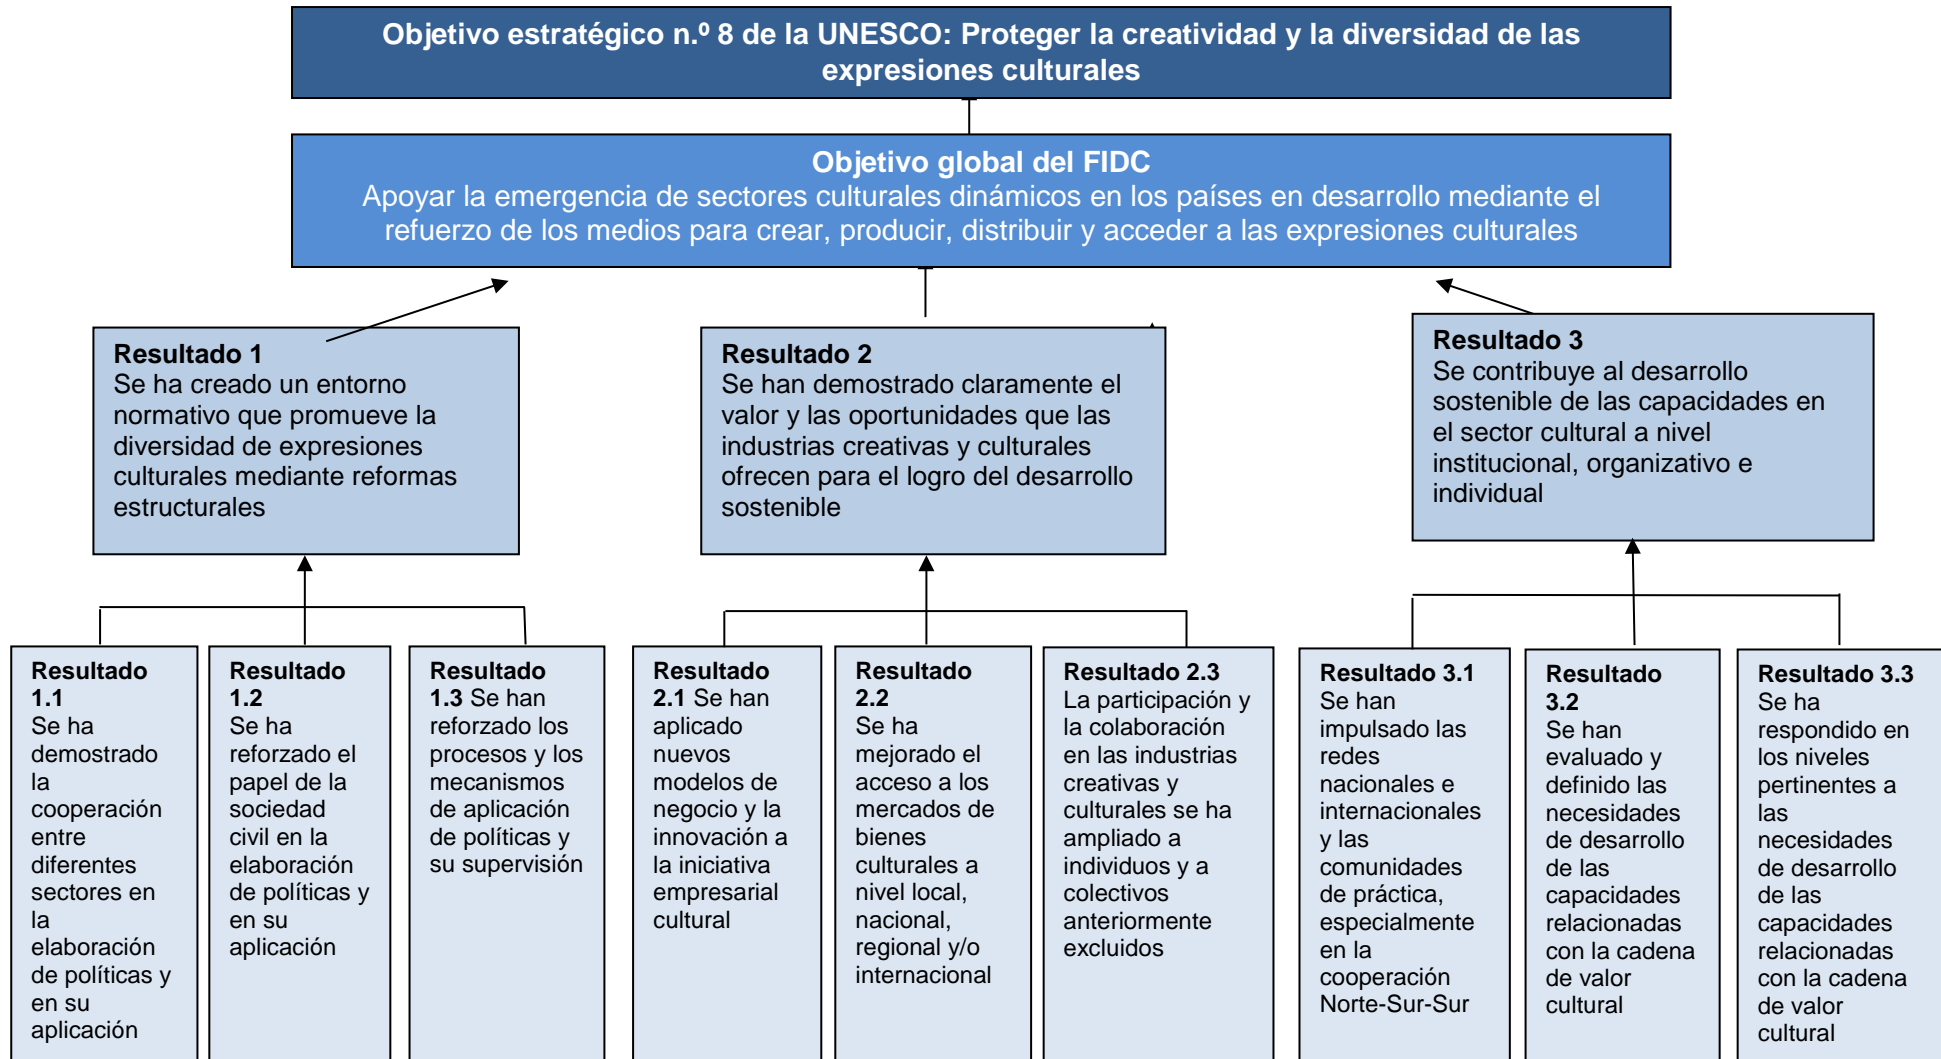 Objetivo estratégico n.º 8 de la UNESCO: Proteger la creatividad y la diversidad de las
expresiones culturales
Objetivo global del FIDC
Apoyar la emergencia de sectores culturales dinámicos en los países en desarrollo mediante el
refuerzo de los medios para crear, producir, distribuir y acceder a las expresiones culturales
Resultado 1
Se ha creado un entorno
normativo que promueve la
diversidad de expresiones
culturales mediante reformas
estructurales
Resultado 2
Se han demostrado claramente el
valor y las oportunidades que las
industrias creativas y culturales
ofrecen para el logro del desarrollo
sostenible
Resultado 3
Se contribuye al desarrollo
sostenible de las capacidades en
el sector cultural a nivel
institucional, organizativo e
individual
Resultado
1.1
Se ha
demostrado
la
cooperación
entre
diferentes
sectores en
la
elaboración
de políticas y
en su
aplicación
Resultado
1.2
Se ha
reforzado el
papel de la
sociedad
civil en la
elaboración
de políticas y
en su
aplicación
Resultado
1.3 Se han
reforzado los
procesos y los
mecanismos
de aplicación
de políticas y
su supervisión
Resultado
2.1 Se han
aplicado
nuevos
modelos de
negocio y la
innovación a
la iniciativa
empresarial
cultural
Resultado
2.2
Se ha
mejorado el
acceso a los
mercados de
bienes
culturales a
nivel local,
nacional,
regional y/o
internacional
Resultado 2.3
La participación y
la colaboración
en las industrias
creativas y
culturales se ha
ampliado a
individuos y a
colectivos
anteriormente
excluidos
Resultado 3.1
Se han
impulsado las
redes
nacionales e
internacionales
y las
comunidades
de práctica,
especialmente
en la
cooperación
Norte-Sur-Sur
Resultado
3.2
Se han
evaluado y
definido las
necesidades
de desarrollo
de las
capacidades
relacionadas
con la cadena
de valor
cultural
Resultado 3.3
Se ha
respondido en
los niveles
pertinentes a
las
necesidades
de desarrollo
de las
capacidades
relacionadas
con la cadena
de valor
cultural